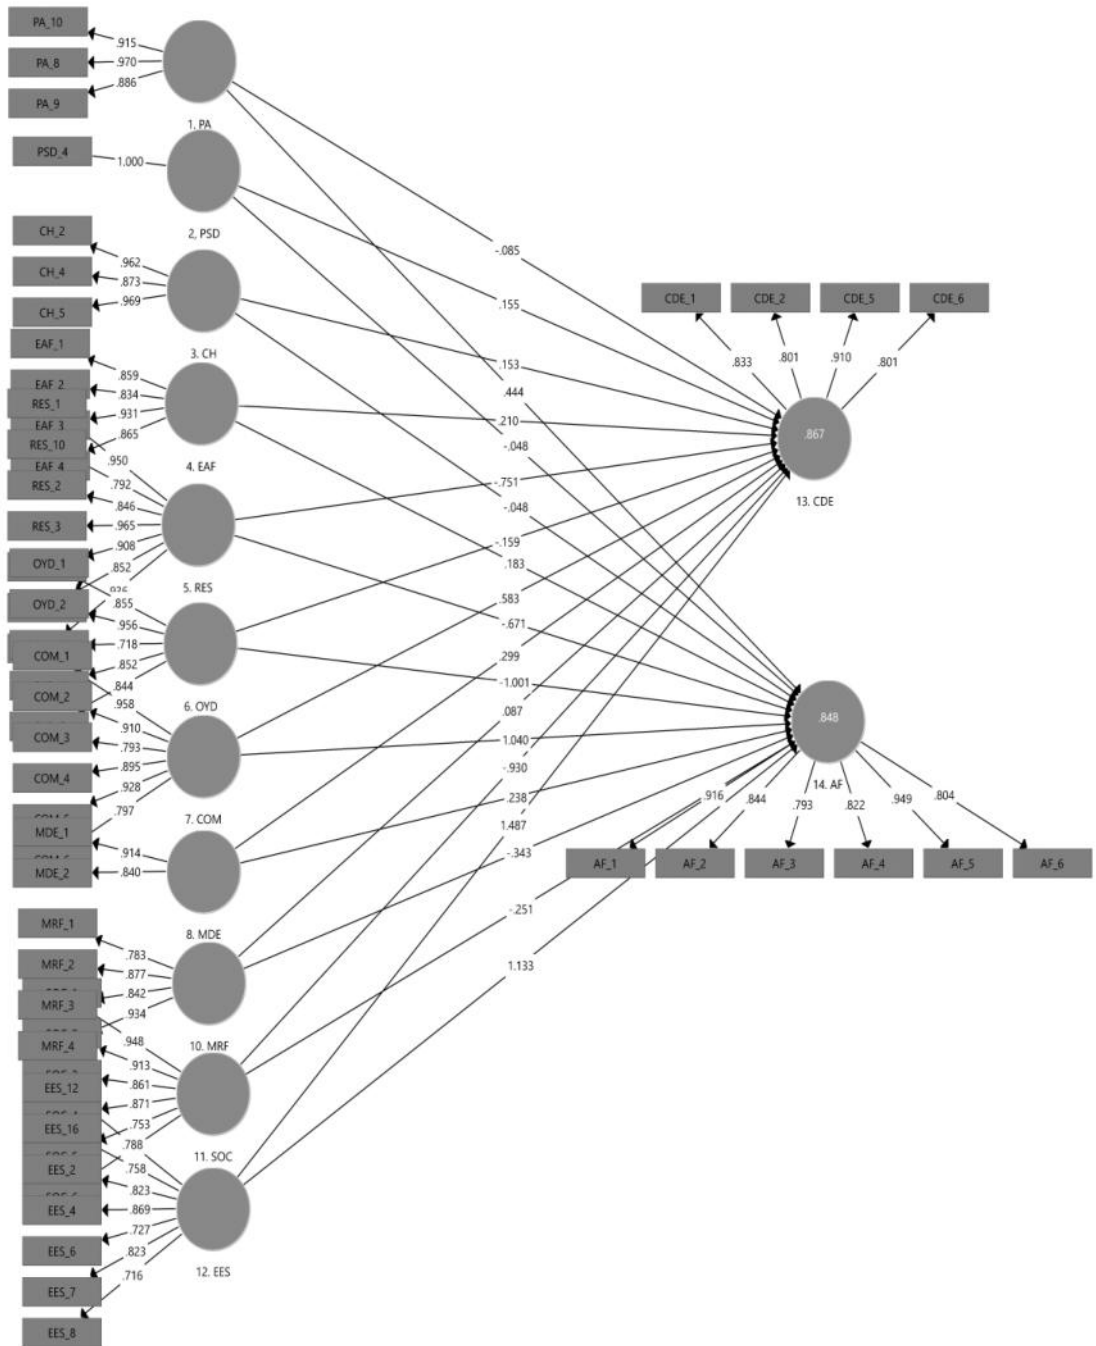 PA_10
.915
PA_8
.970
.886
PA_9
1. PA
PSD_4
1.000
2, PSD
CH_2
.962
CH_4
.873
.969
CH_5
3. CH
EAF_1
.859
EAF_2
.834
RES_1
.931
EAF_3
.865
RES_10
4. EAF
EAF_4
.950
.792
RES_2
.846
RES_3
.965
.908
OYD_1
.852
5. RES
OYD_2
.855
.956
.718
COM_1
.852
.844
COM_2
6. OYD
.958
.910
COM_3
.793
.895
COM_4
.928
.797
7. COM
MDE_1
.914
MDE_2
.840
8. MDE
MRF_1
.783
MRF_2
.877
.842
MRF_3
.934
.948
10. MRF
MRF_4
.913
.861
EES_12
.871
.753
EES_16
.788
11. SOC
.758
EES_2
.823
EES_4
.869
.727
EES_6
.823
.716
12. EES
EES_7
EES_8
-.085
.155
.153
.444
.210
-.048
-.751
-.048
-.159
.183
.583
-.671
.299
-1.001
.087
1.040
-.930
.238
1.487
-.343
-.251
1.133
CDE_1
CDE_2
CDE_5
CDE_6
.833
.801
.910
.801
.867
13. CDE
.848
14. AF
.916
.844
.793
.822
.949
.804
AF_1
AF_2
AF_3
AF_4
AF_5
AF_6